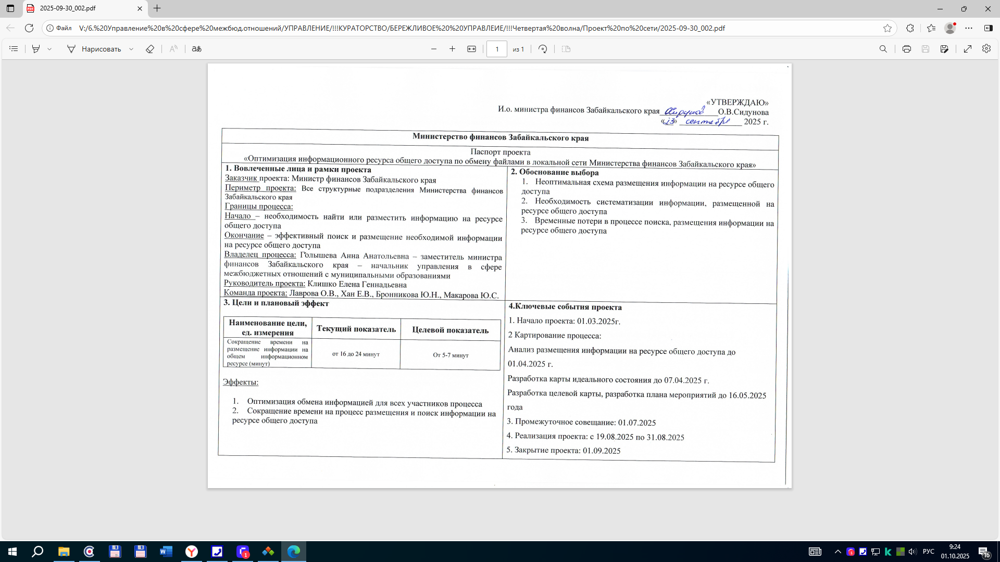 2025-09-30_002.pdf
Файл V:/6.%20Управление%20в%20сфере%20межбюд.отношений/УПРАВЛЕНИЕ/!!!КУРАТОРСТВО/БЕРЕЖЛИВОЕ%20%20УПРАВЛЕИЕ/!!!Четвертая%20волна/Проект%20по%20сети/2025-09-30_002.pdf
Нарисовать
1 из 1
«УТВЕРЖДАЮ»
И.о. министра финансов Забайкальского края О.В.Сидунова
« » сентября 2025 г.
Министерство финансов Забайкальского края
Паспорт проекта
«Оптимизация информационного ресурса общего доступа по обмену файлами в локальной сети Министерства финансов Забайкальского края»
1. Вовлеченные лица и рамки проекта
Заказчик проекта: Министр финансов Забайкальского края
Периметр проекта: Все структурные подразделения Министерства финансов
Забайкальского края
Границы процесса:
Начало – необходимость найти или разместить информацию на ресурсе
общего доступа
Окончание – эффективный поиск и размещение необходимой информации
на ресурсе общего доступа
Владелец процесса: Голышева Анна Анатольевна – заместитель министра
финансов Забайкальского края – начальник управления в сфере
межбюджетных отношений с муниципальными образованиями
Руководитель проекта: Клишко Елена Геннадьевна
Команда проекта: Лаврова О.В., Хан Е.В., Бронникова Ю.Н., Макарова Ю.С.
2. Обоснование выбора
1. Неоптимальная схема размещения информации на ресурсе общего
доступа
2. Необходимость систематизации информации, размещенной на
ресурсе общего доступа
3. Временные потери в процессе поиска, размещения информации на
ресурсе общего доступа
3. Цели и плановый эффект
Наименование цели,
ед. измерения
Текущий показатель
Целевой показатель
Сокращение времени на
размещение информации на
общем информационном
ресурсе (минут)
от 16 до 24 минут
От 5-7 минут
Эффекты:
1. Оптимизация обмена информацией для всех участников процесса
2. Сокращение времени на процесс размещения и поиск информации на
ресурсе общего доступа
4.Ключевые события проекта
1. Начало проекта: 01.03.2025г.
2 Картирование процесса:
Анализ размещения информации на ресурсе общего доступа до
01.04.2025 г.
Разработка карты идеального состояния до 07.04.2025 г.
Разработка целевой карты, разработка плана мероприятий до 16.05.2025
года
3. Промежуточное совещание: 01.07.2025
4. Реализация проекта: с 19.08.2025 по 31.08.2025
5. Закрытие проекта: 01.09.2025
РУС
9:24
01.10.2025
16